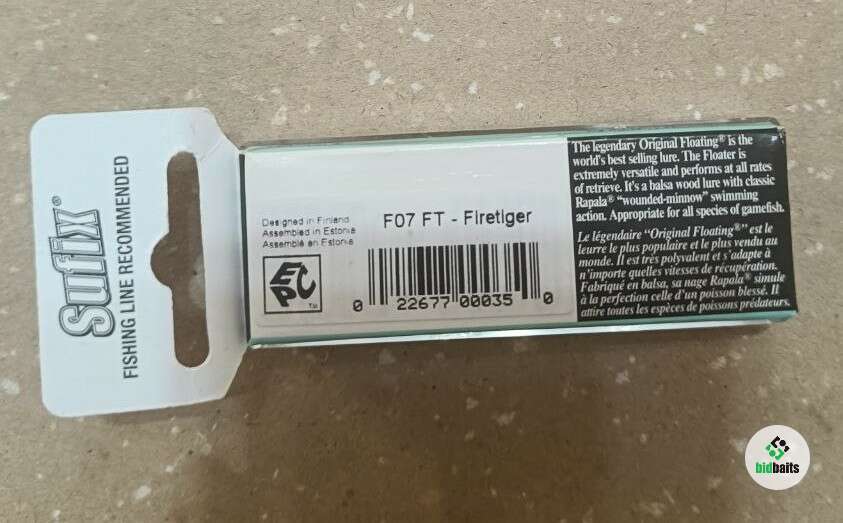 Sufix®
FISHING LINE RECOMMENDED
Designed in Finland
Assembled in Estonia
Assemblé en Estonie
EPC™
F07 FT - Firetiger
0 22677 00035 0
The legendary Original Floating® is the
world's best selling lure. The Floater is
extremely versatile and performs at all rates
of retrieve. It's a balsa wood lure with classic
Rapala® "wounded-minnow" swimming
action. Appropriate for all species of gamefish.
Le légendaire "Original Floating®" est le
leurre le plus populaire et le plus vendu au
monde. Il est très polyvalent et s'adapte à
n'importe quelles vitesses de récupération.
Fabriqué en balsa, sa nage Rapala® simule
à la perfection celle d'un poisson blessé. Il
attire toutes les espèces de poissons prédateurs.
bidbaits